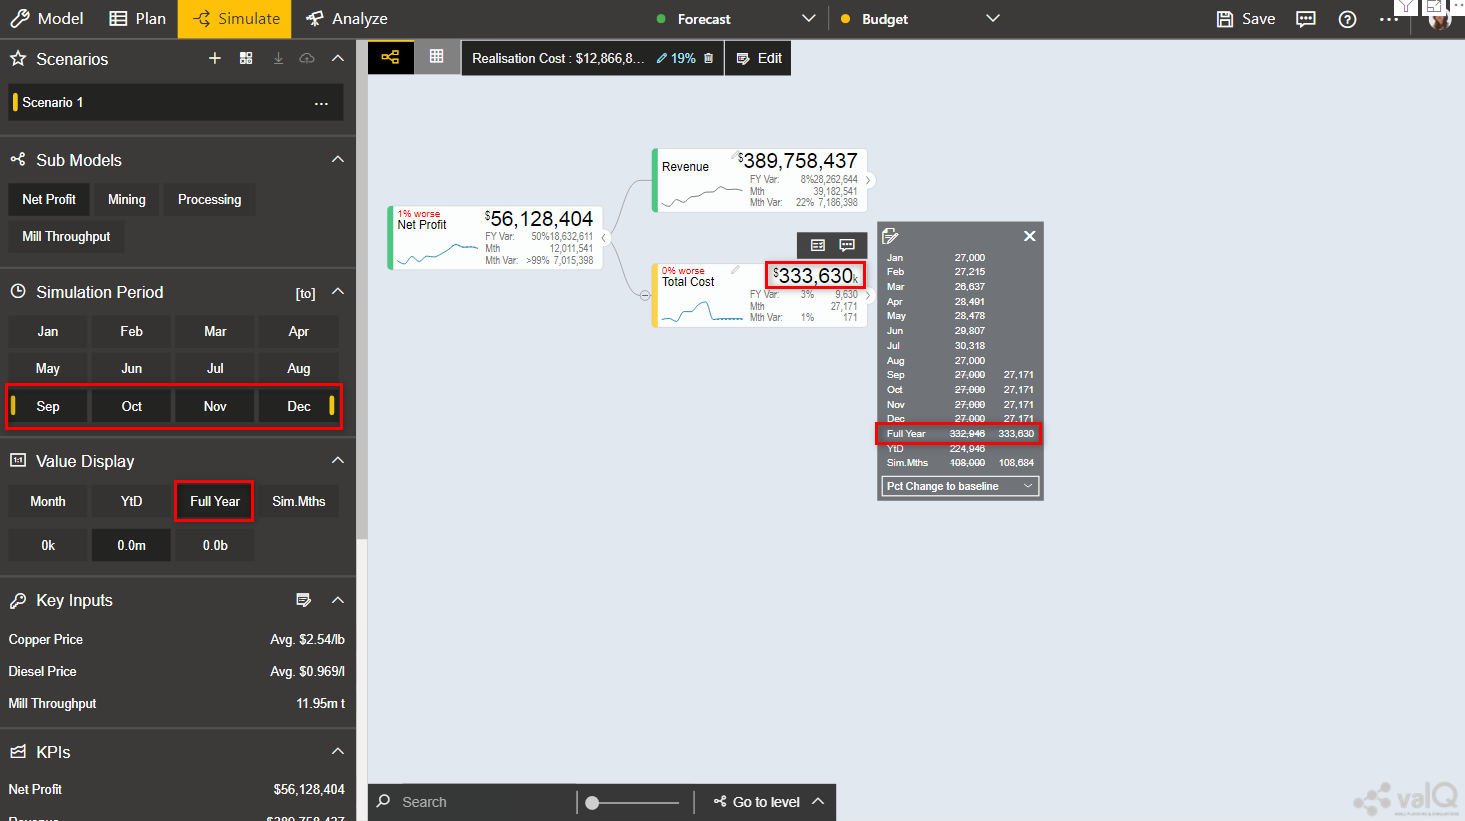 Model Plan Simulate Analyze Forecast Budget Save
Scenarios
Scenario 1
Sub Models
Net Profit Mining Processing
Mill Throughput
Simulation Period [to]
Jan Feb Mar Apr
May Jun Jul Aug
Sep Oct Nov Dec
Value Display
Month YtD Full Year Sim.Mths
0k 0.0m 0.0b
Key Inputs
Copper Price Avg. $2.54/lb
Diesel Price Avg. $0.969/l
Mill Throughput 11.95m t
KPIs
Net Profit $56,128,404
Revenue $389,758,437
Realisation Cost : $12,866,8... 19% Edit
1% worse
Net Profit $56,128,404
FY Var: 50% 18,632,611
Mth 12,011,541
Mth Var: >99% 7,015,398
Revenue $389,758,437
FY Var: 8% 28,262,644
Mth 39,182,541
Mth Var: 22% 7,186,398
0% worse
Total Cost $333,630k
FY Var: 3% 9,630
Mth 27,171
Mth Var: 1% 171
Jan 27,000
Feb 27,215
Mar 26,637
Apr 28,491
May 28,478
Jun 29,807
Jul 30,318
Aug 27,000
Sep 27,000 27,171
Oct 27,000 27,171
Nov 27,000 27,171
Dec 27,000 27,171
Full Year 332,946 333,630
YtD 224,946
Sim.Mths 108,000 108,684
Pct Change to baseline
Search Go to level
valQ